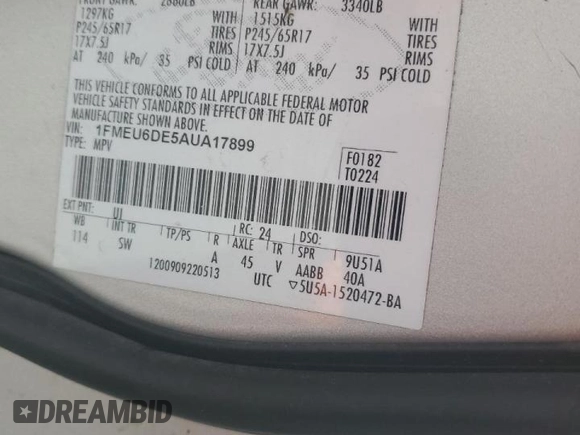 FRONT GAWR: 2860LB REAR GAWR: 3340LB
1297KG WITH 1515KG WITH
P245/65R17 TIRES P245/65R17 TIRES
17X7.5J RIMS 17X7.5J RIMS
AT 240 kPa/ 35 PSI COLD AT 240 kPa/ 35 PSI COLD
THIS VEHICLE CONFORMS TO ALL APPLICABLE FEDERAL MOTOR
VEHICLE SAFETY STANDARDS IN EFFECT ON THE DATE OF
MANUFACTURE SHOWN ABOVE.
VIN: 1FMEU6DE5AUA17899
TYPE: MPV
F0182
T0224
EXT PNT: UJ RC: 24 DSO:
WB INT TR TP/PS R AXLE TR SPR 9U51A
114 SW A 45 V AABB 40A
1200909220513 UTC ▽5U5A-1520472-BA
DREAMBID